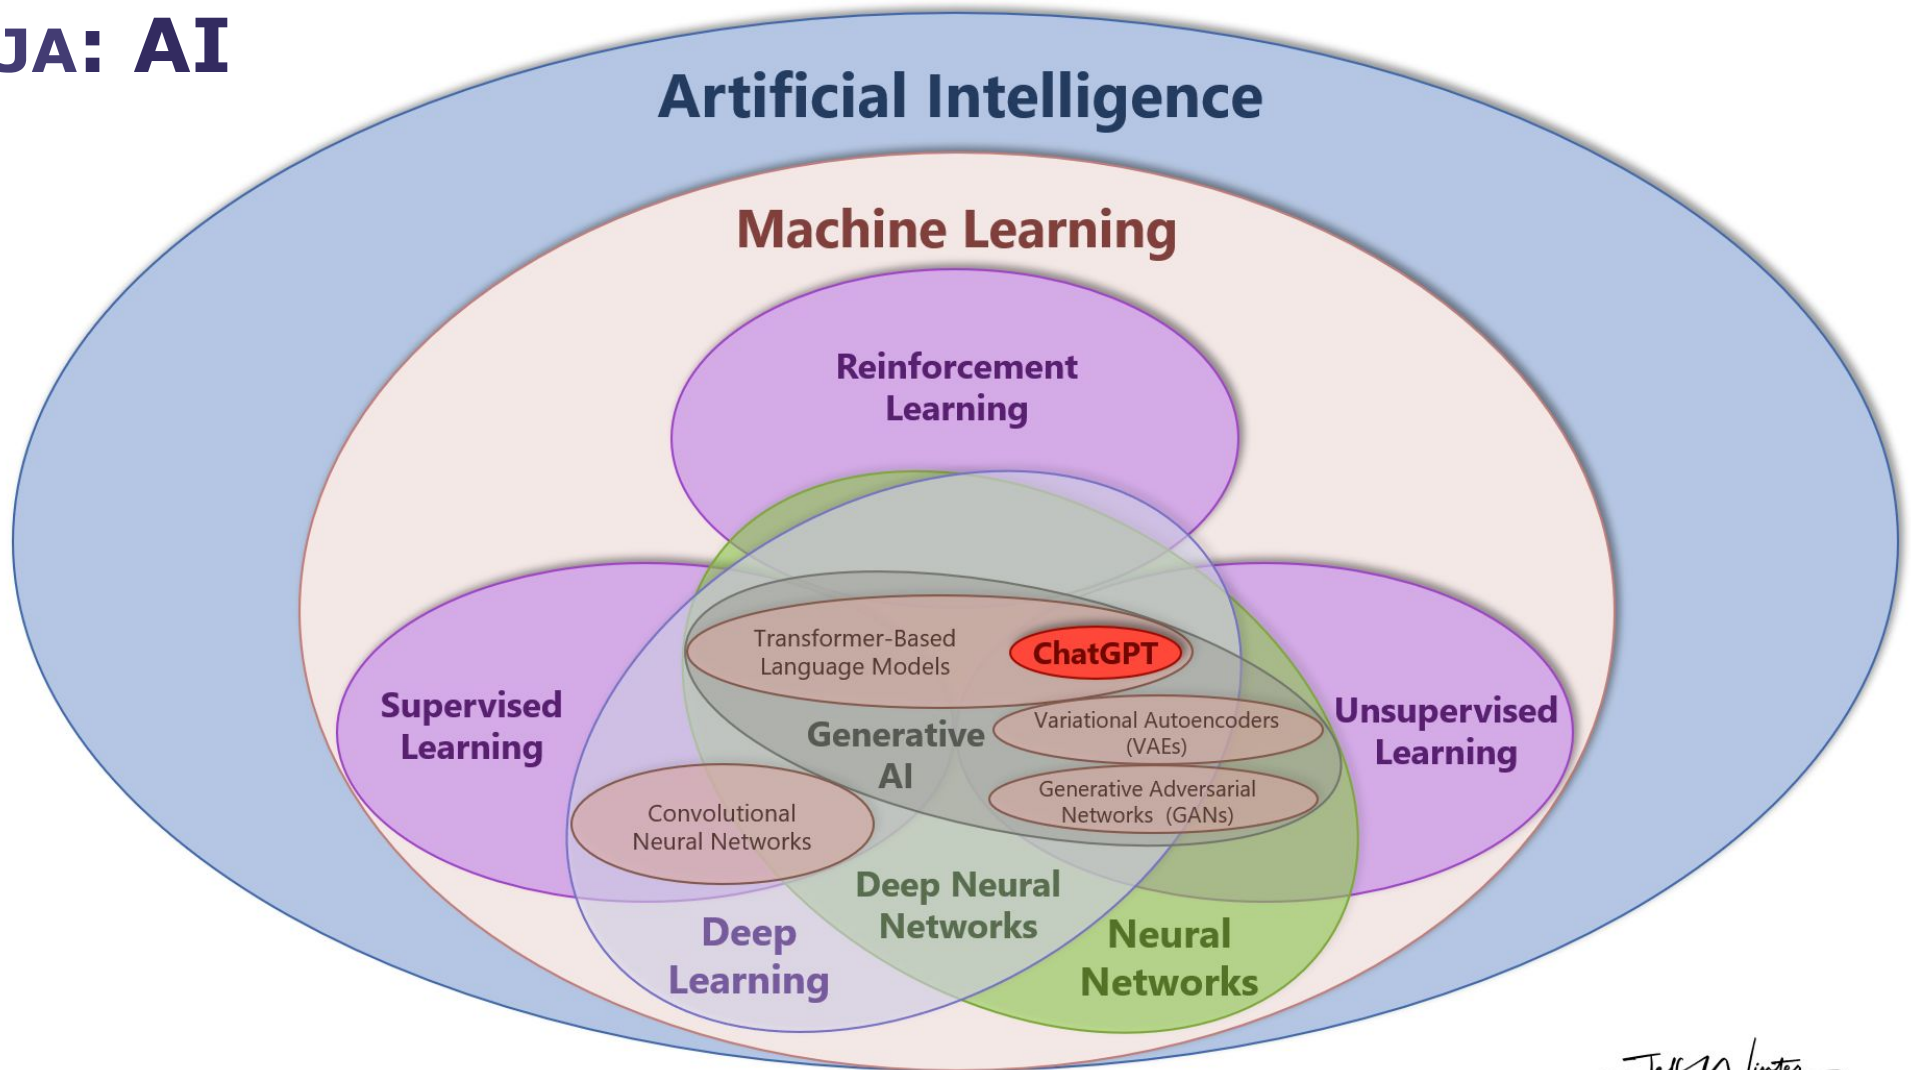 JA: AI
Artificial Intelligence
Machine Learning
Reinforcement
Learning
Transformer-Based
Language Models
ChatGPT
Supervised
Learning
Generative
AI
Variational Autoencoders
(VAEs)
Unsupervised
Learning
Generative Adversarial
Networks (GANs)
Convolutional
Neural Networks
Deep Neural
Networks
Deep
Learning
Neural
Networks